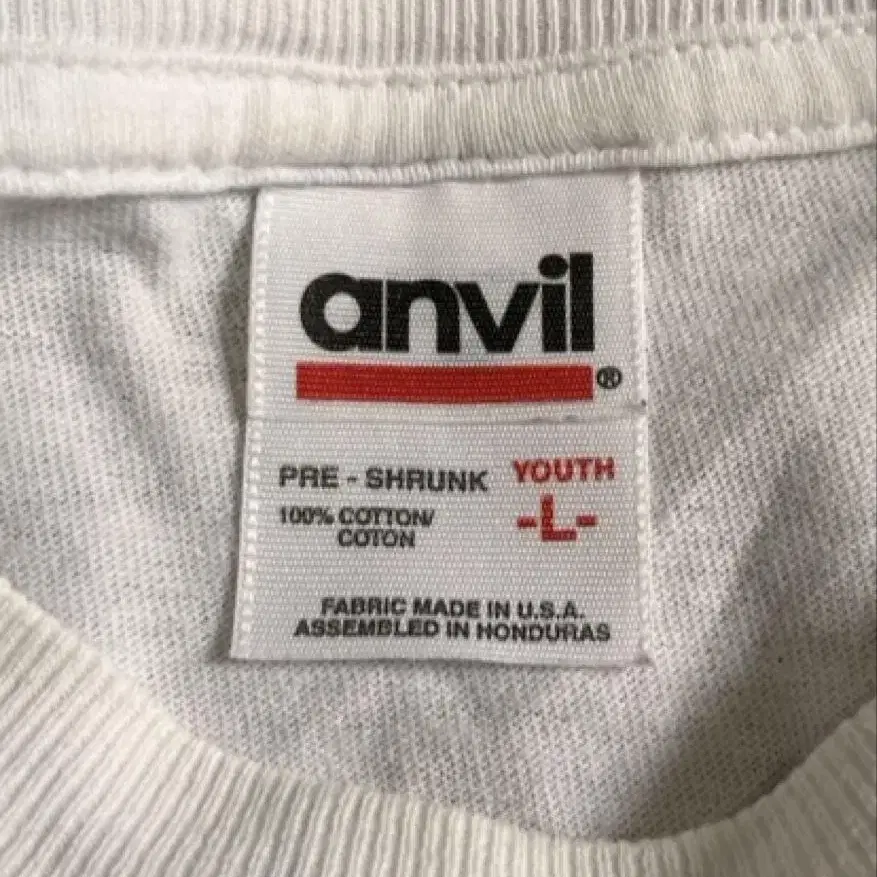 anvil®
PRE - SHRUNK
100% COTTON/
COTON
YOUTH
-L-
FABRIC MADE IN U.S.A.
ASSEMBLED IN HONDURAS